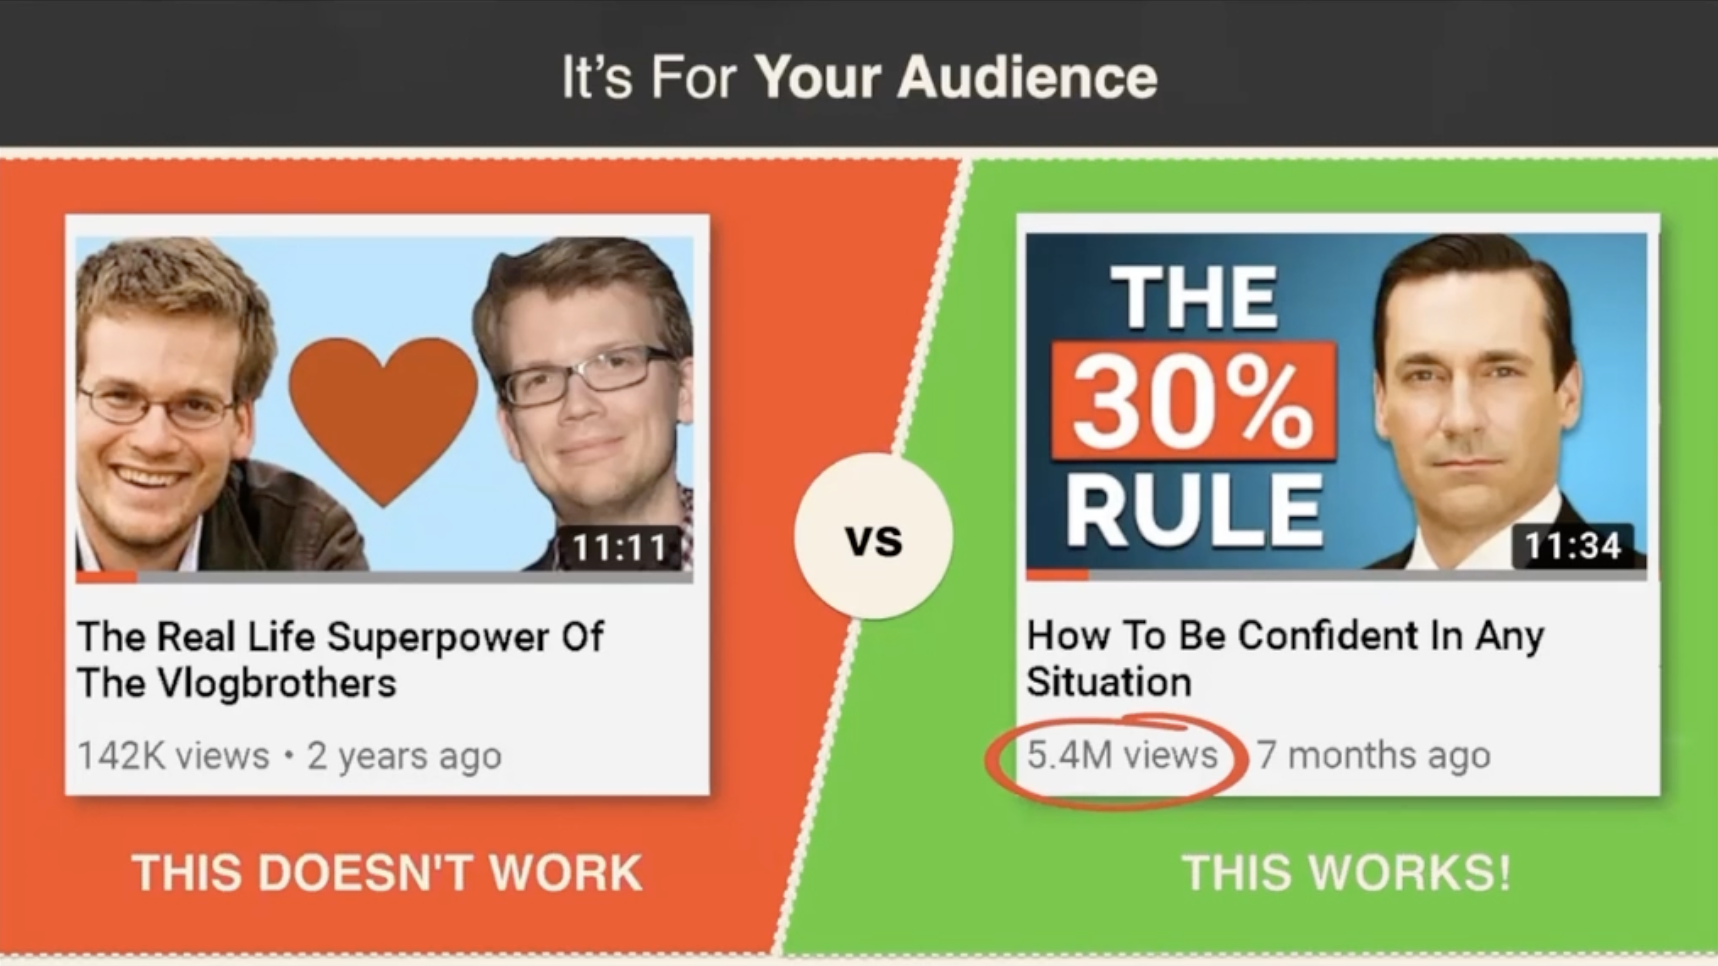 It's For Your Audience
11:11
The Real Life Superpower Of
The Vlogbrothers
142K views • 2 years ago
THIS DOESN'T WORK
vs
THE
30%
RULE
11:34
How To Be Confident In Any
Situation
5.4M views 7 months ago
THIS WORKS!